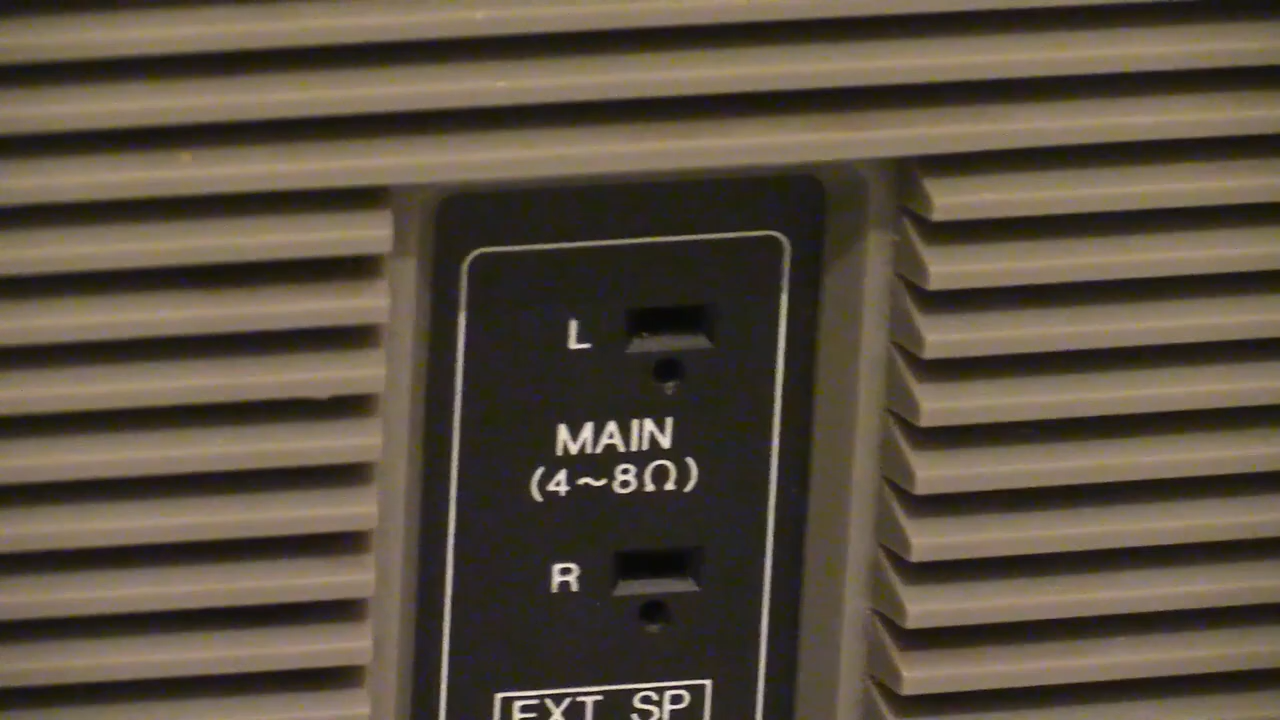 L
MAIN
(4~8Ω)
R
EXT SP